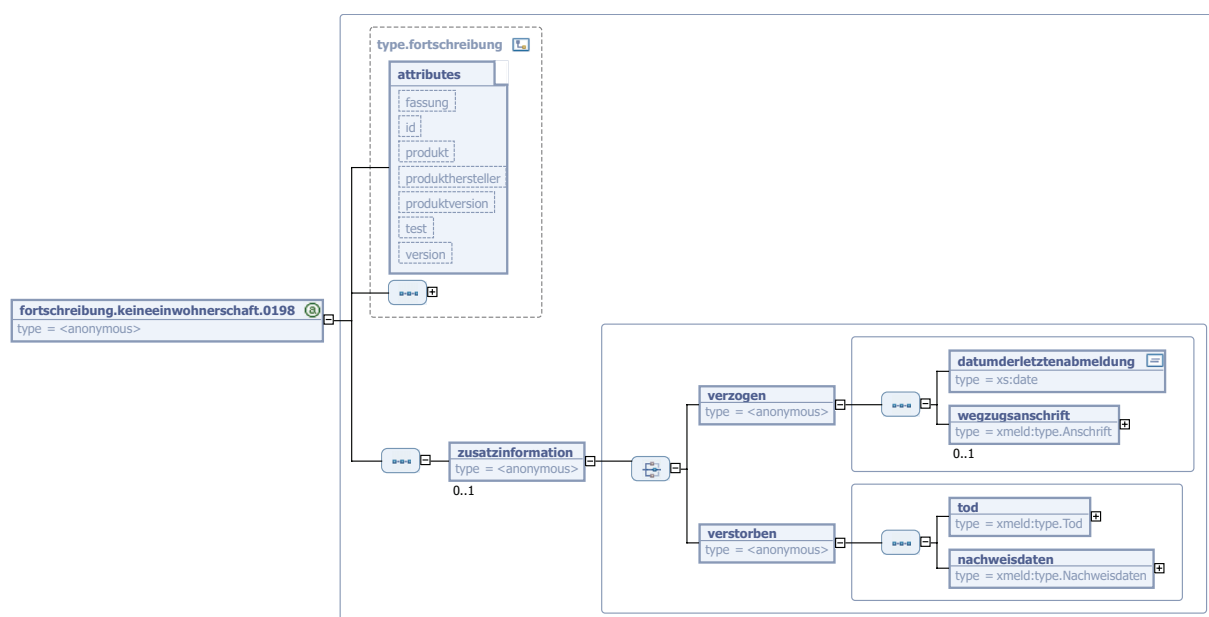 type.fortschreibung
attributes
fassung
id
produkt
produkthersteller
produktversion
test
version
fortschreibung.keineeinwohnerschaft.0198 a
type = <anonymous>
zusatzinformation
type = <anonymous>
0..1
verzogen
type = <anonymous>
datumderletztenabmeldung
type = xs:date
wegzugsanschrift
type = xmeld:type.Anschrift
0..1
verstorben
type = <anonymous>
tod
type = xmeld:type.Tod
nachweisdaten
type = xmeld:type.Nachweisdaten